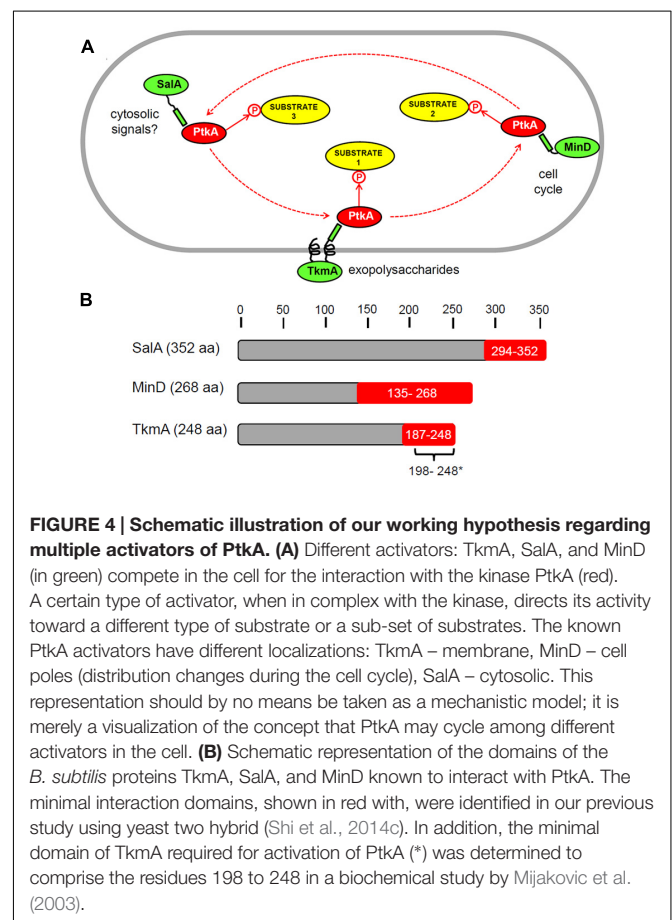 A
SalA
cytosolic
signals?
PtkA
P
SUBSTRATE
3
SUBSTRATE
2
P
PtkA
MinD
cell
cycle
SUBSTRATE
1
P
PtkA
TkmA
exopolysaccharides
B
0 50 100 150 200 250 300 350
SalA (352 aa)
294-352
MinD (268 aa)
135- 268
TkmA (248 aa)
187-248
198- 248*
FIGURE 4 | Schematic illustration of our working hypothesis regarding
multiple activators of PtkA. (A) Different activators: TkmA, SalA, and MinD
(in green) compete in the cell for the interaction with the kinase PtkA (red).
A certain type of activator, when in complex with the kinase, directs its activity
toward a different type of substrate or a sub-set of substrates. The known
PtkA activators have different localizations: TkmA – membrane, MinD – cell
poles (distribution changes during the cell cycle), SalA – cytosolic. This
representation should by no means be taken as a mechanistic model; it is
merely a visualization of the concept that PtkA may cycle among different
activators in the cell. (B) Schematic representation of the domains of the
B. subtilis proteins TkmA, SalA, and MinD known to interact with PtkA. The
minimal interaction domains, shown in red with, were identified in our previous
study using yeast two hybrid (Shi et al., 2014c). In addition, the minimal
domain of TkmA required for activation of PtkA (*) was determined to
comprise the residues 198 to 248 in a biochemical study by Mijakovic et al.
(2003).